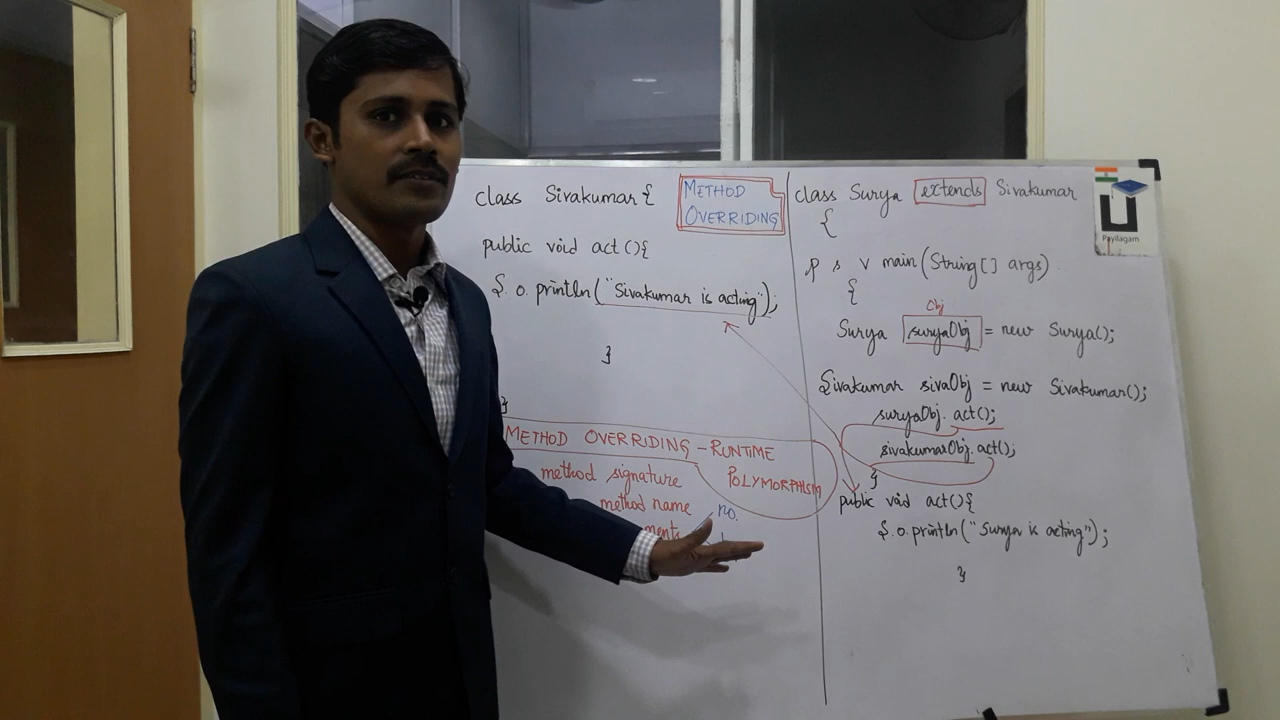 class Sivakumar{
METHOD
OVERRIDING
public void act(){
S. o. println("Sivakumar is acting");
}
}
METHOD OVERRIDING - RUNTIME
POLYMORPHISM
method signature
method name
no.
ments
class Surya extends Sivakumar
{
p s v main(String[] args)
{
Obj
Surya suryaObj = new Surya();
Sivakumar sivaObj = new Sivakumar();
suryaObj. act();
sivakumarObj. act();
}
public void act(){
S. o. println("Surya is acting");
}
Payilagam